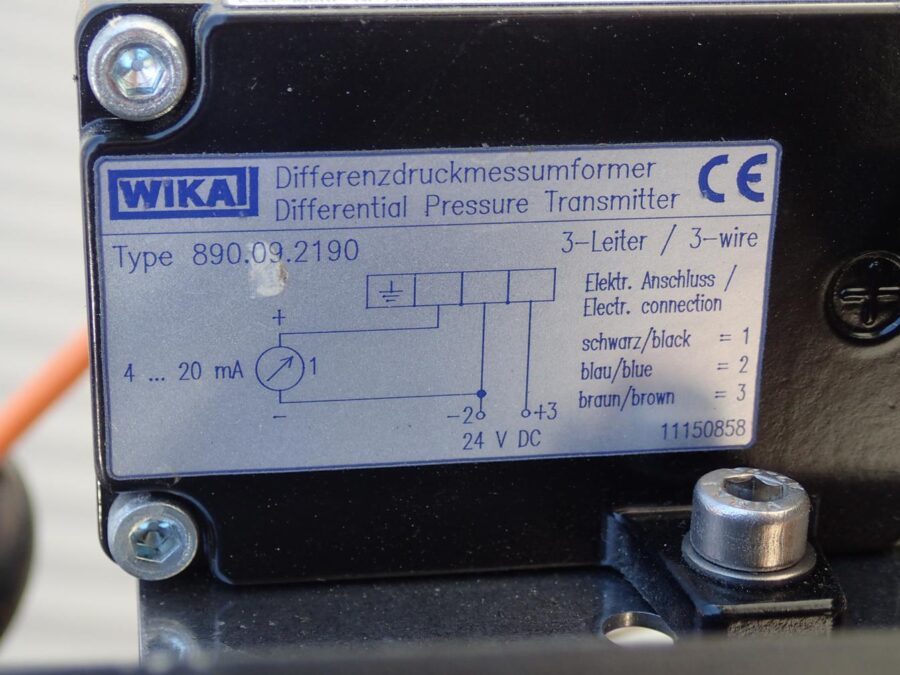 WIKA
Differenzdruckmessumformer
Differential Pressure Transmitter
CE
Type 890.09.2190
3-Leiter / 3-wire
Elektr. Anschluss /
Electr. connection
schwarz/black = 1
blau/blue = 2
braun/brown = 3
+
4 ... 20 mA
1
-
-2
+3
24 V DC
11150858